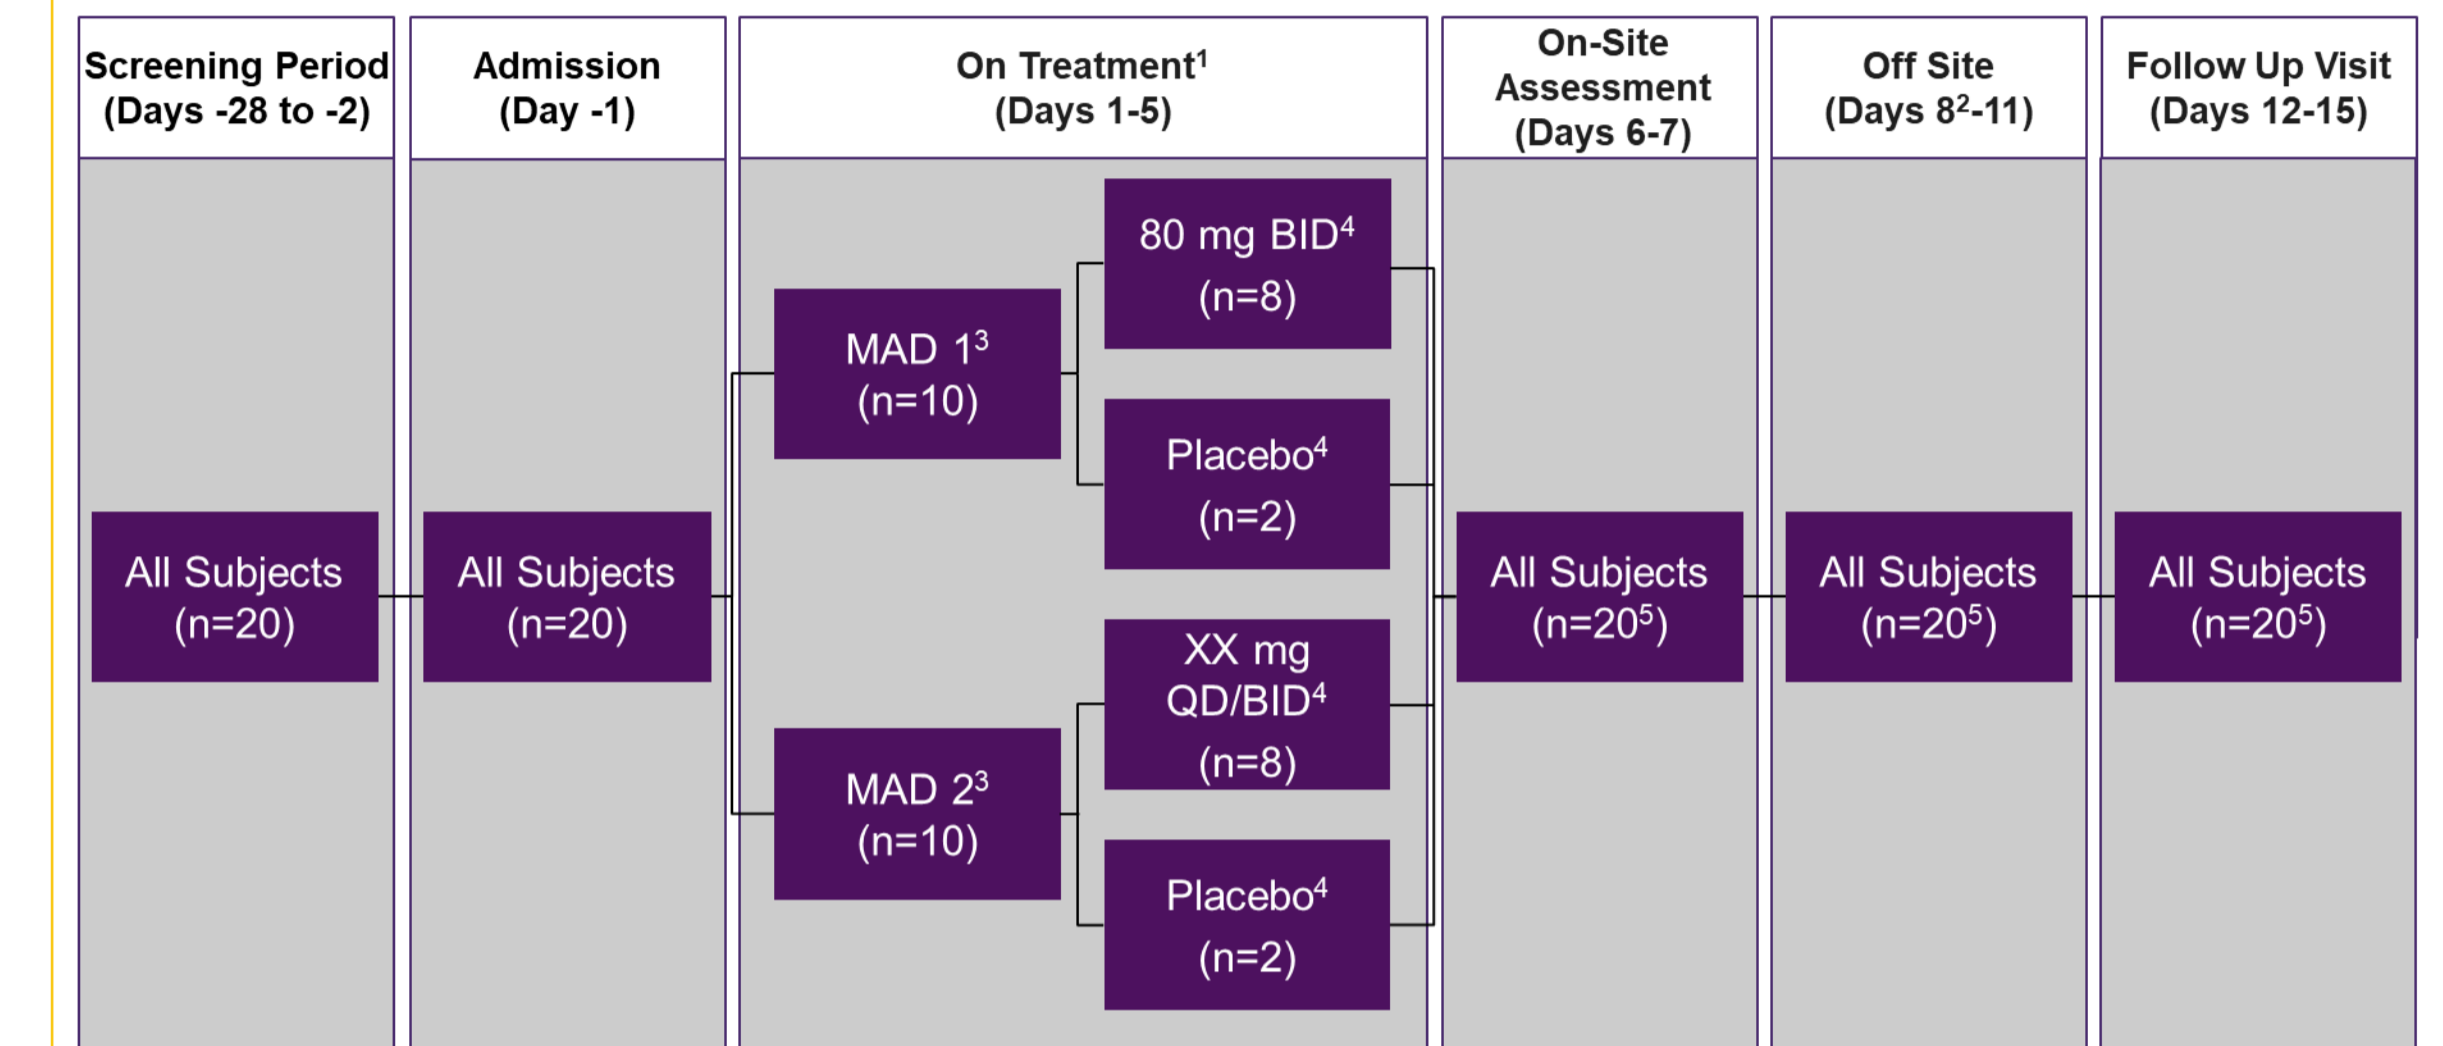 Screening Period
(Days -28 to -2)
Admission
(Day -1)
On Treatment¹
(Days 1-5)
On-Site
Assessment
(Days 6-7)
Off Site
(Days 8²-11)
Follow Up Visit
(Days 12-15)
All Subjects
(n=20)
All Subjects
(n=20)
MAD 1³
(n=10)
80 mg BID⁴
(n=8)
Placebo⁴
(n=2)
MAD 2³
(n=10)
XX mg
QD/BID⁴
(n=8)
Placebo⁴
(n=2)
All Subjects
(n=20⁵)
All Subjects
(n=20⁵)
All Subjects
(n=20⁵)